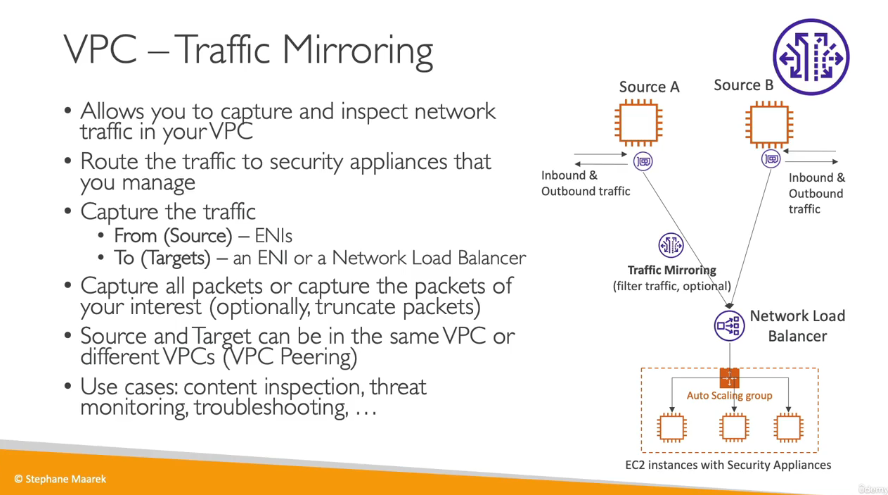 VPC – Traffic Mirroring
• Allows you to capture and inspect network
traffic in your VPC
• Route the traffic to security appliances that
you manage
• Capture the traffic
• From (Source) – ENIs
• To (Targets) – an ENI or a Network Load Balancer
• Capture all packets or capture the packets of
your interest (optionally, truncate packets)
• Source and Target can be in the same VPC or
different VPCs (VPC Peering)
• Use cases: content inspection, threat
monitoring, troubleshooting, …
Source A
Source B
Inbound &
Outbound traffic
Inbound &
Outbound
traffic
Traffic Mirroring
(filter traffic, optional)
Network Load
Balancer
Auto Scaling group
EC2 instances with Security Appliances
© Stephane Maarek
Udemy